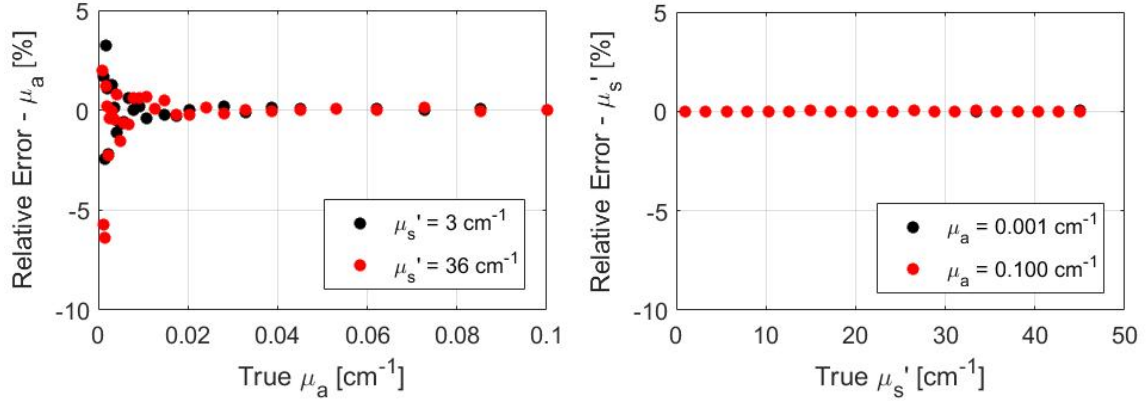 Relative Error - μa [%]
5
0
-5
-10
0
0.02
0.04
0.06
0.08
0.1
True μa [cm-1]
μs' = 3 cm-1
μs' = 36 cm-1
Relative Error - μs' [%]
5
0
-5
-10
0
10
20
30
40
50
True μs' [cm-1]
μa = 0.001 cm-1
μa = 0.100 cm-1